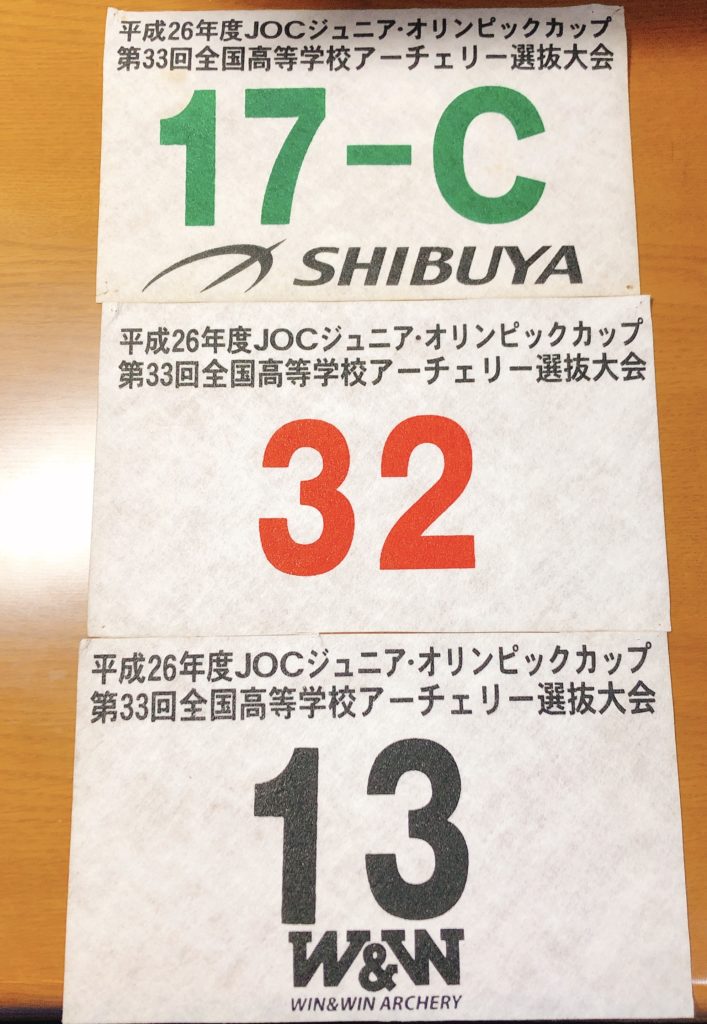 平成26年度JOCジュニア・オリンピックカップ
第33回全国高等学校アーチェリー選抜大会
17-C
SHIBUYA
平成26年度JOCジュニア・オリンピックカップ
第33回全国高等学校アーチェリー選抜大会
32
平成26年度JOCジュニア・オリンピックカップ
第33回全国高等学校アーチェリー選抜大会
13
W&W
WIN&WIN ARCHERY